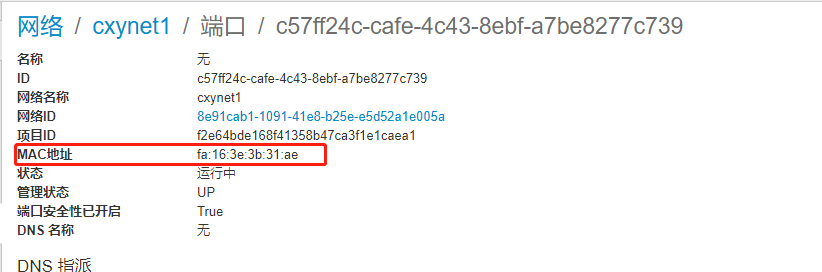 网络 / cxynet1 / 端口 / c57ff24c-cafe-4c43-8ebf-a7be8277c739
名称 无
ID c57ff24c-cafe-4c43-8ebf-a7be8277c739
网络名称 cxynet1
网络ID 8e91cab1-1091-41e8-b25e-e5d52a1e005a
项目ID f2e64bde168f41358b47ca3f1e1caea1
MAC地址 fa:16:3e:3b:31:ae
状态 运行中
管理状态 UP
端口安全性已开启 True
DNS 名称 无
DNS 指派